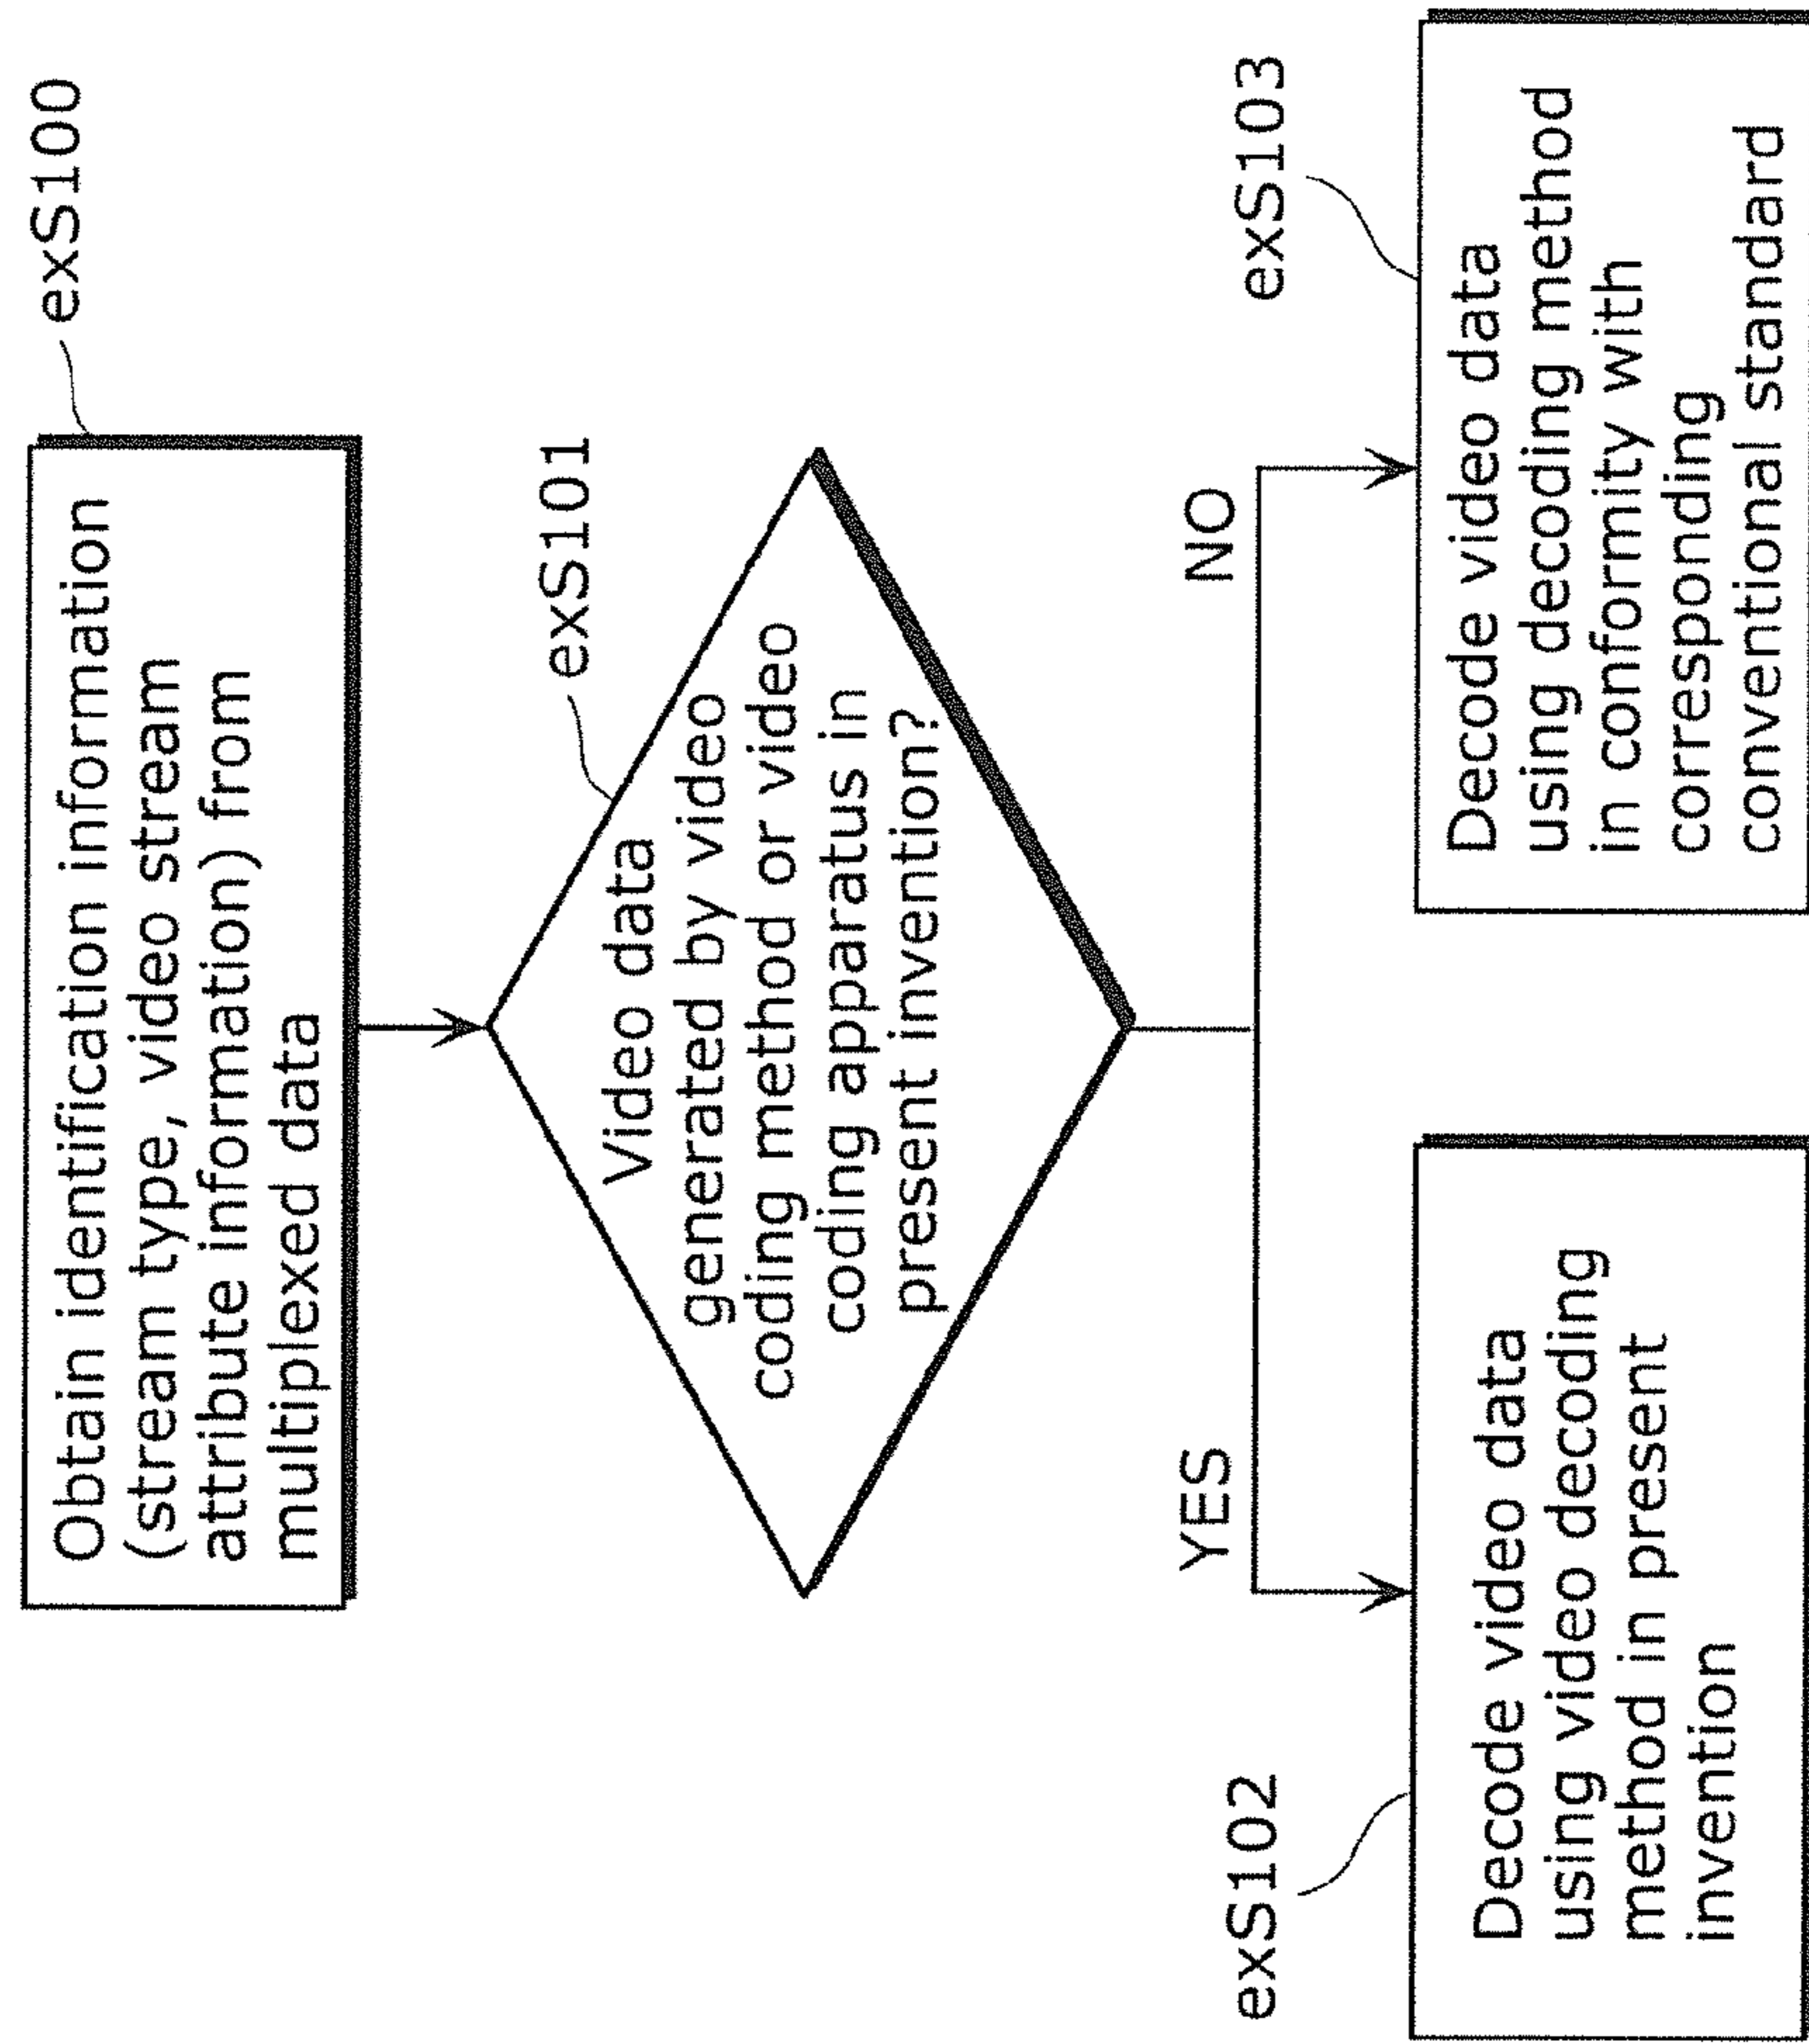 exS100
Obtain identification information
(stream type, video stream
attribute information) from
multiplexed data
exS101
Video data
generated by video
coding method or video
coding apparatus in
present invention?
YES
NO
exS102
Decode video data
using video decoding
method in present
invention
exS103
Decode video data
using decoding method
in conformity with
corresponding
conventional standard